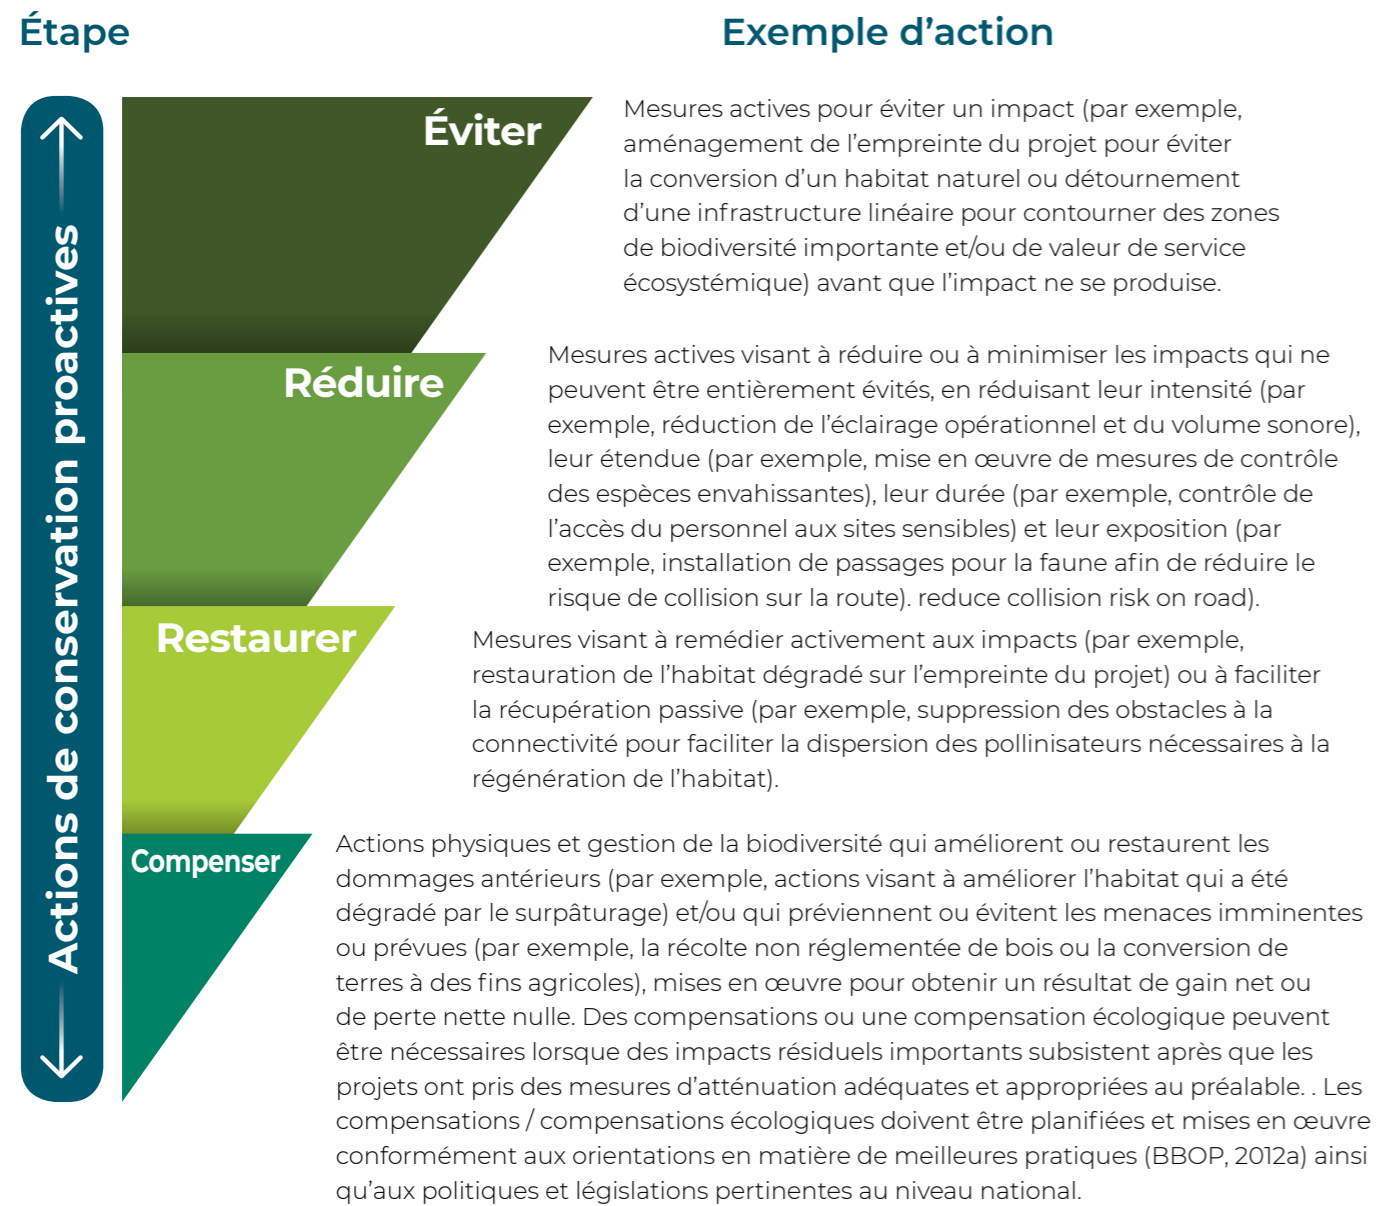 Étape
Exemple d’action
Actions de conservation proactives
Éviter
Mesures actives pour éviter un impact (par exemple,
aménagement de l’empreinte du projet pour éviter
la conversion d’un habitat naturel ou détournement
d’une infrastructure linéaire pour contourner des zones
de biodiversité importante et/ou de valeur de service
écosystémique) avant que l’impact ne se produise.
Réduire
Mesures actives visant à réduire ou à minimiser les impacts qui ne
peuvent être entièrement évités, en réduisant leur intensité (par
exemple, réduction de l’éclairage opérationnel et du volume sonore),
leur étendue (par exemple, mise en œuvre de mesures de contrôle
des espèces envahissantes), leur durée (par exemple, contrôle de
l’accès du personnel aux sites sensibles) et leur exposition (par
exemple, installation de passages pour la faune afin de réduire le
risque de collision sur la route). reduce collision risk on road).
Restaurer
Mesures visant à remédier activement aux impacts (par exemple,
restauration de l’habitat dégradé sur l’empreinte du projet) ou à faciliter
la récupération passive (par exemple, suppression des obstacles à la
connectivité pour faciliter la dispersion des pollinisateurs nécessaires à la
régénération de l’habitat).
Compenser
Actions physiques et gestion de la biodiversité qui améliorent ou restaurent les
dommages antérieurs (par exemple, actions visant à améliorer l’habitat qui a été
dégradé par le surpâturage) et/ou qui préviennent ou évitent les menaces imminentes
ou prévues (par exemple, la récolte non réglementée de bois ou la conversion de
terres à des fins agricoles), mises en œuvre pour obtenir un résultat de gain net ou
de perte nette nulle. Des compensations ou une compensation écologique peuvent
être nécessaires lorsque des impacts résiduels importants subsistent après que les
projets ont pris des mesures d’atténuation adéquates et appropriées au préalable. . Les
compensations / compensations écologiques doivent être planifiées et mises en œuvre
conformément aux orientations en matière de meilleures pratiques (BBOP, 2012a) ainsi
qu’aux politiques et législations pertinentes au niveau national.